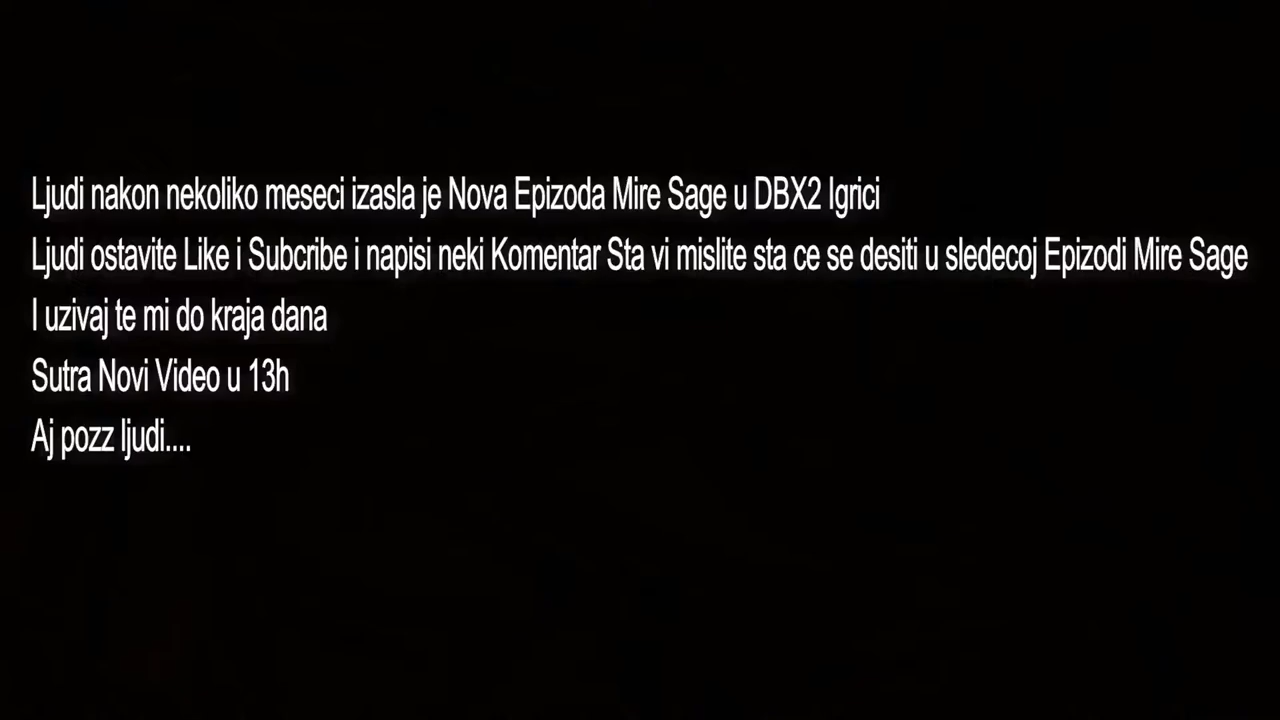 Ljudi nakon nekoliko meseci izasla je Nova Epizoda Mire Sage u DBX2 Igrici
Ljudi ostavite Like i Subcribe i napisi neki Komentar Sta vi mislite sta ce se desiti u sledecoj Epizodi Mire Sage
I uzivaj te mi do kraja dana
Sutra Novi Video u 13h
Aj pozz ljudi....